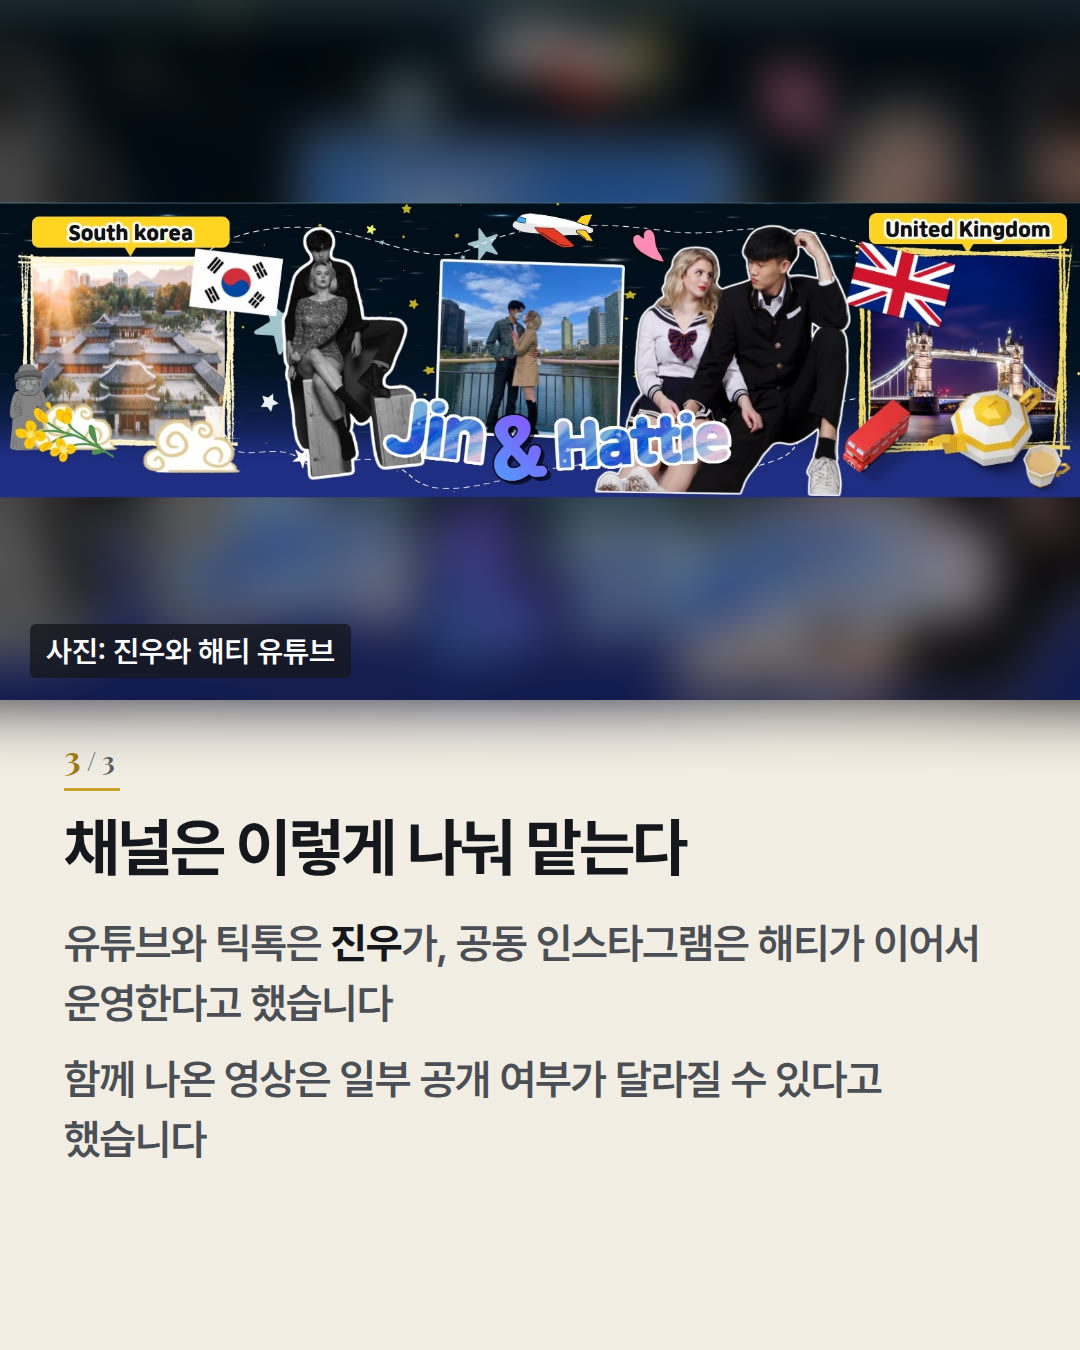 South korea
United Kingdom
Jin & Hattie
사진: 진우와 해티 유튜브
3 / 3
채널은 이렇게 나눠 맡는다
유튜브와 틱톡은 진우가, 공동 인스타그램은 해티가 이어서
운영한다고 했습니다
함께 나온 영상은 일부 공개 여부가 달라질 수 있다고
했습니다